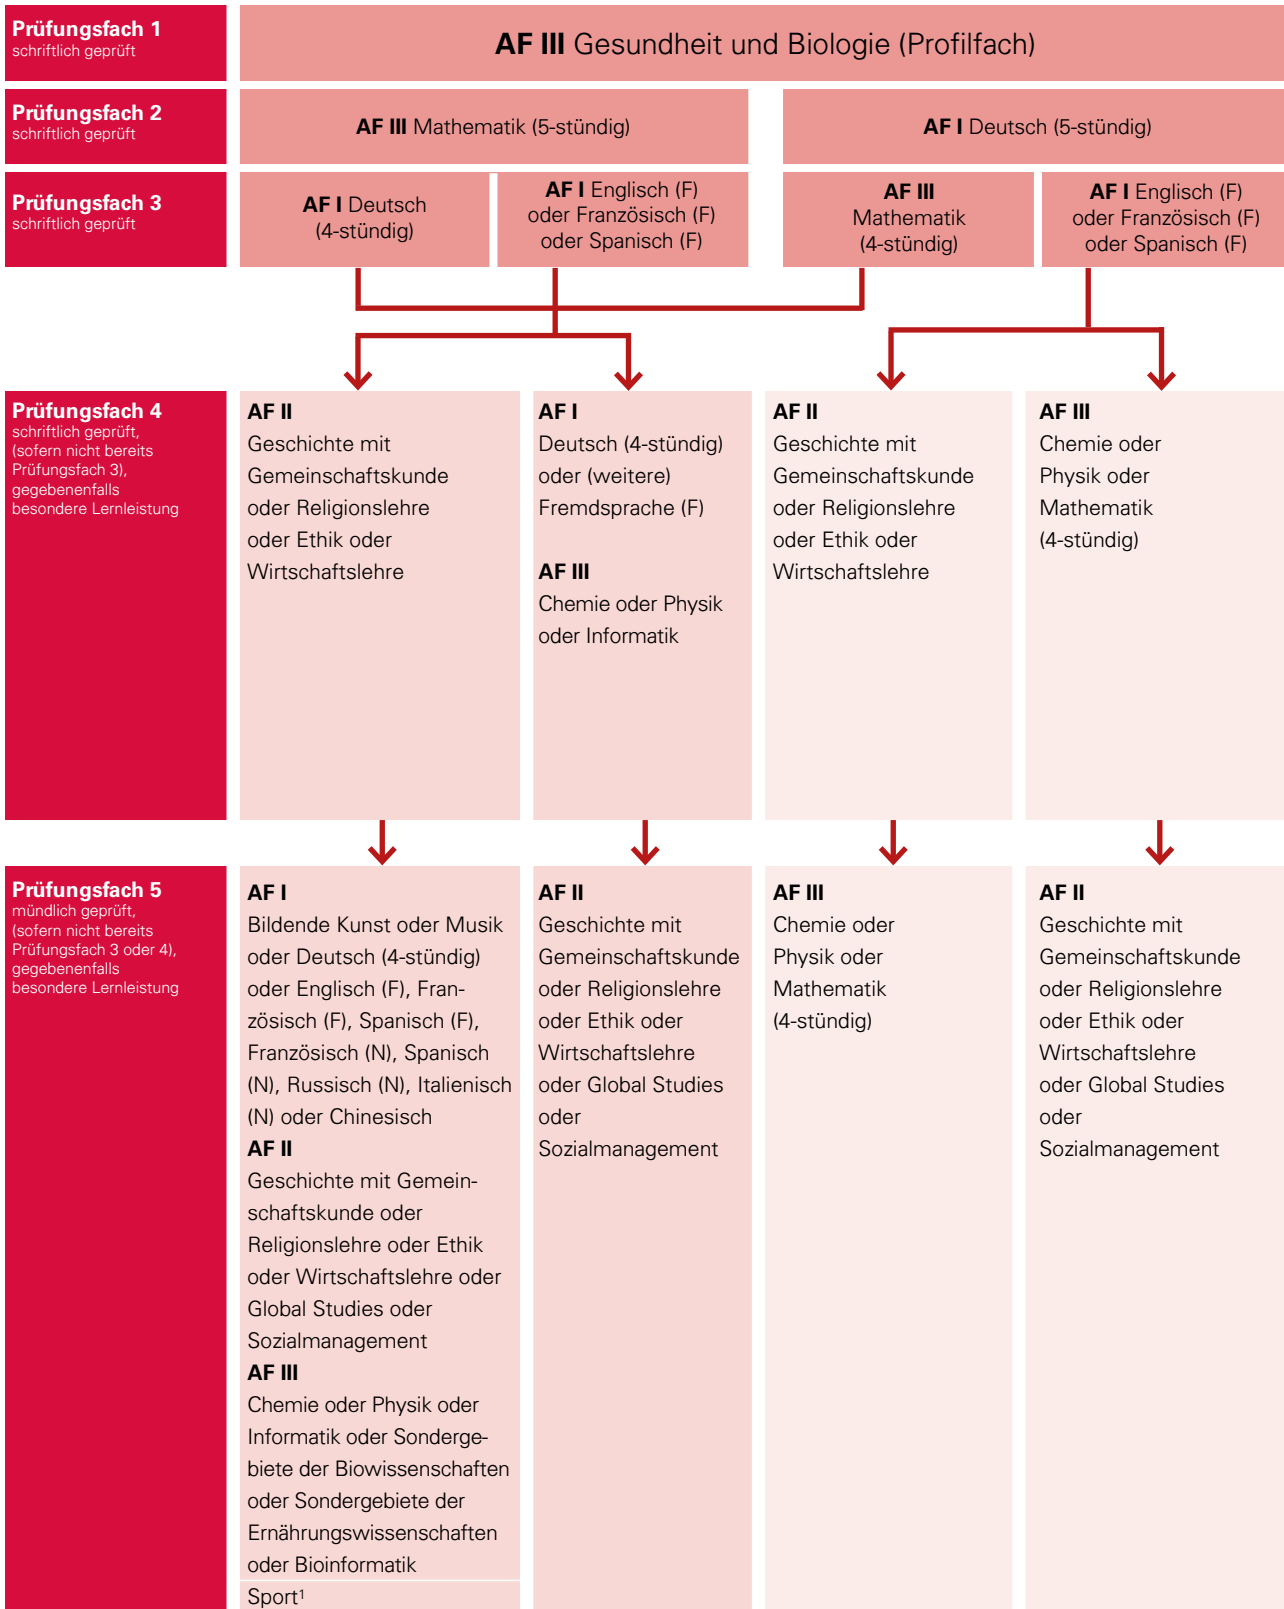 Prüfungsfach 1
schriftlich geprüft
AF III Gesundheit und Biologie (Profilfach)
Prüfungsfach 2
schriftlich geprüft
AF III Mathematik (5-stündig)
AF I Deutsch (5-stündig)
Prüfungsfach 3
schriftlich geprüft
AF I Deutsch
(4-stündig)
AF I Englisch (F)
oder Französisch (F)
oder Spanisch (F)
AF III
Mathematik
(4-stündig)
AF I Englisch (F)
oder Französisch (F)
oder Spanisch (F)
Prüfungsfach 4
schriftlich geprüft,
(sofern nicht bereits
Prüfungsfach 3),
gegebenenfalls
besondere Lernleistung
AF II
Geschichte mit
Gemeinschaftskunde
oder Religionslehre
oder Ethik oder
Wirtschaftslehre
AF I
Deutsch (4-stündig)
oder (weitere)
Fremdsprache (F)
AF III
Chemie oder Physik
oder Informatik
AF II
Geschichte mit
Gemeinschaftskunde
oder Religionslehre
oder Ethik oder
Wirtschaftslehre
AF III
Chemie oder
Physik oder
Mathematik
(4-stündig)
Prüfungsfach 5
mündlich geprüft,
(sofern nicht bereits
Prüfungsfach 3 oder 4),
gegebenenfalls
besondere Lernleistung
AF I
Bildende Kunst oder Musik
oder Deutsch (4-stündig)
oder Englisch (F), Fran-
zösisch (F), Spanisch (F),
Französisch (N), Spanisch
(N), Russisch (N), Italienisch
(N) oder Chinesisch
AF II
Geschichte mit Gemein-
schaftskunde oder
Religionslehre oder Ethik
oder Wirtschaftslehre oder
Global Studies oder
Sozialmanagement
AF III
Chemie oder Physik oder
Informatik oder Sonderge-
biete der Biowissenschaften
oder Sondergebiete der
Ernährungswissenschaften
oder Bioinformatik
Sport¹
AF II
Geschichte mit
Gemeinschaftskunde
oder Religionslehre
oder Ethik oder
Wirtschaftslehre
oder Global Studies
oder
Sozialmanagement
AF III
Chemie oder
Physik oder
Mathematik
(4-stündig)
AF II
Geschichte mit
Gemeinschaftskunde
oder Religionslehre
oder Ethik oder
Wirtschaftslehre
oder Global Studies
oder
Sozialmanagement